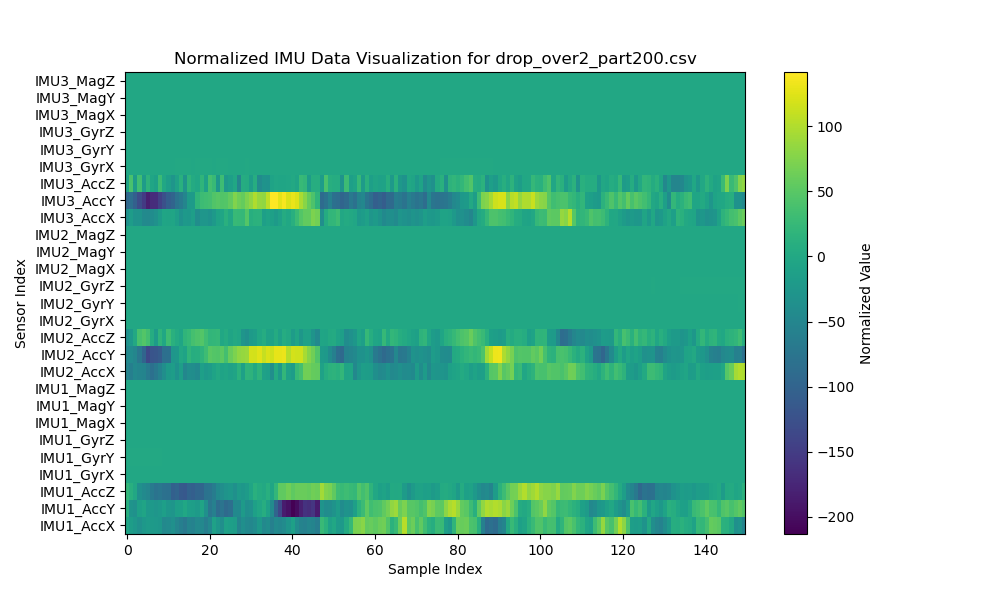 Normalized IMU Data Visualization for drop_over2_part200.csv
IMU3_MagZ
IMU3_MagY
IMU3_MagX
IMU3_GyrZ
IMU3_GyrY
IMU3_GyrX
IMU3_AccZ
IMU3_AccY
IMU3_AccX
IMU2_MagZ
IMU2_MagY
IMU2_MagX
IMU2_GyrZ
IMU2_GyrY
IMU2_GyrX
IMU2_AccZ
IMU2_AccY
IMU2_AccX
IMU1_MagZ
IMU1_MagY
IMU1_MagX
IMU1_GyrZ
IMU1_GyrY
IMU1_GyrX
IMU1_AccZ
IMU1_AccY
IMU1_AccX
Sensor Index
0 20 40 60 80 100 120 140
Sample Index
100
50
0
−50
−100
−150
−200
Normalized Value